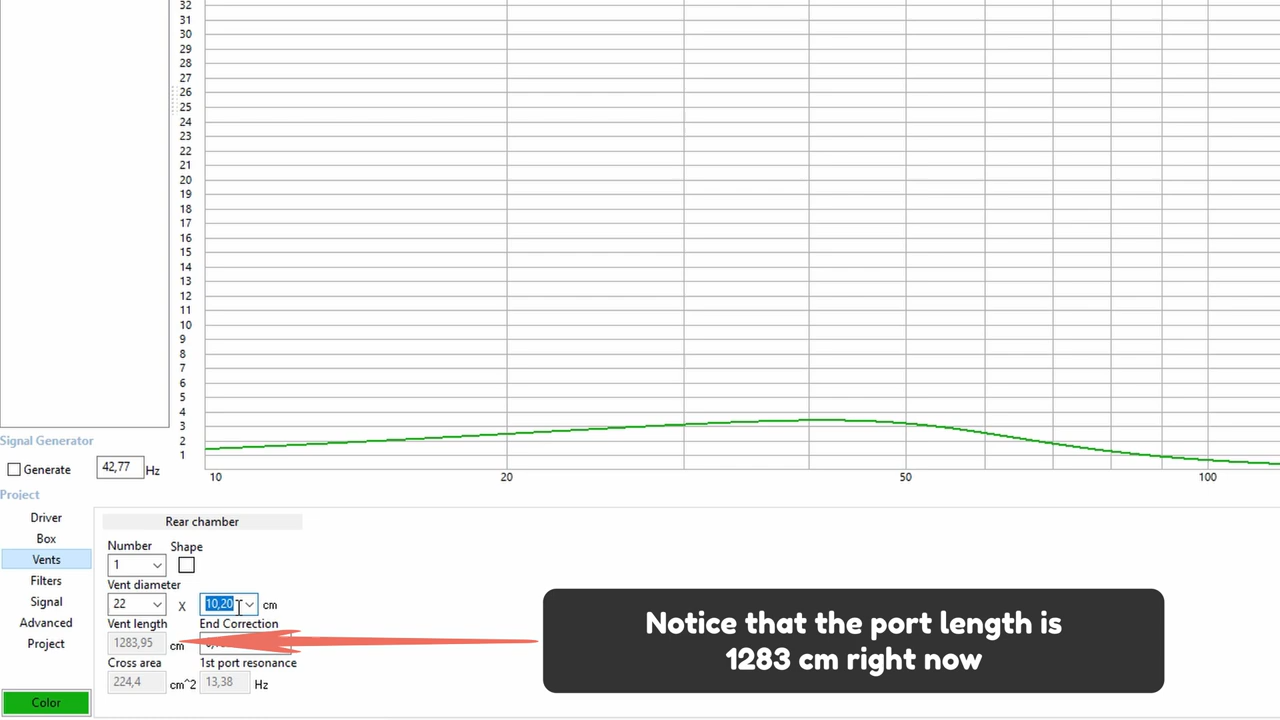 32
31
30
29
28
27
26
25
24
23
22
21
20
19
18
17
16
15
14
13
12
11
10
9
8
7
6
5
4
3
2
1
10 20 50 100
Signal Generator
Generate 42,77 Hz
Project
Driver
Box
Vents
Filters
Signal
Advanced
Project
Color
Rear chamber
Number Shape
1
Vent diameter
22 X 10,20 cm
Vent length End Correction
1283,95 cm
Cross area 1st port resonance
224,4 cm^2 13,38 Hz
Notice that the port length is
1283 cm right now